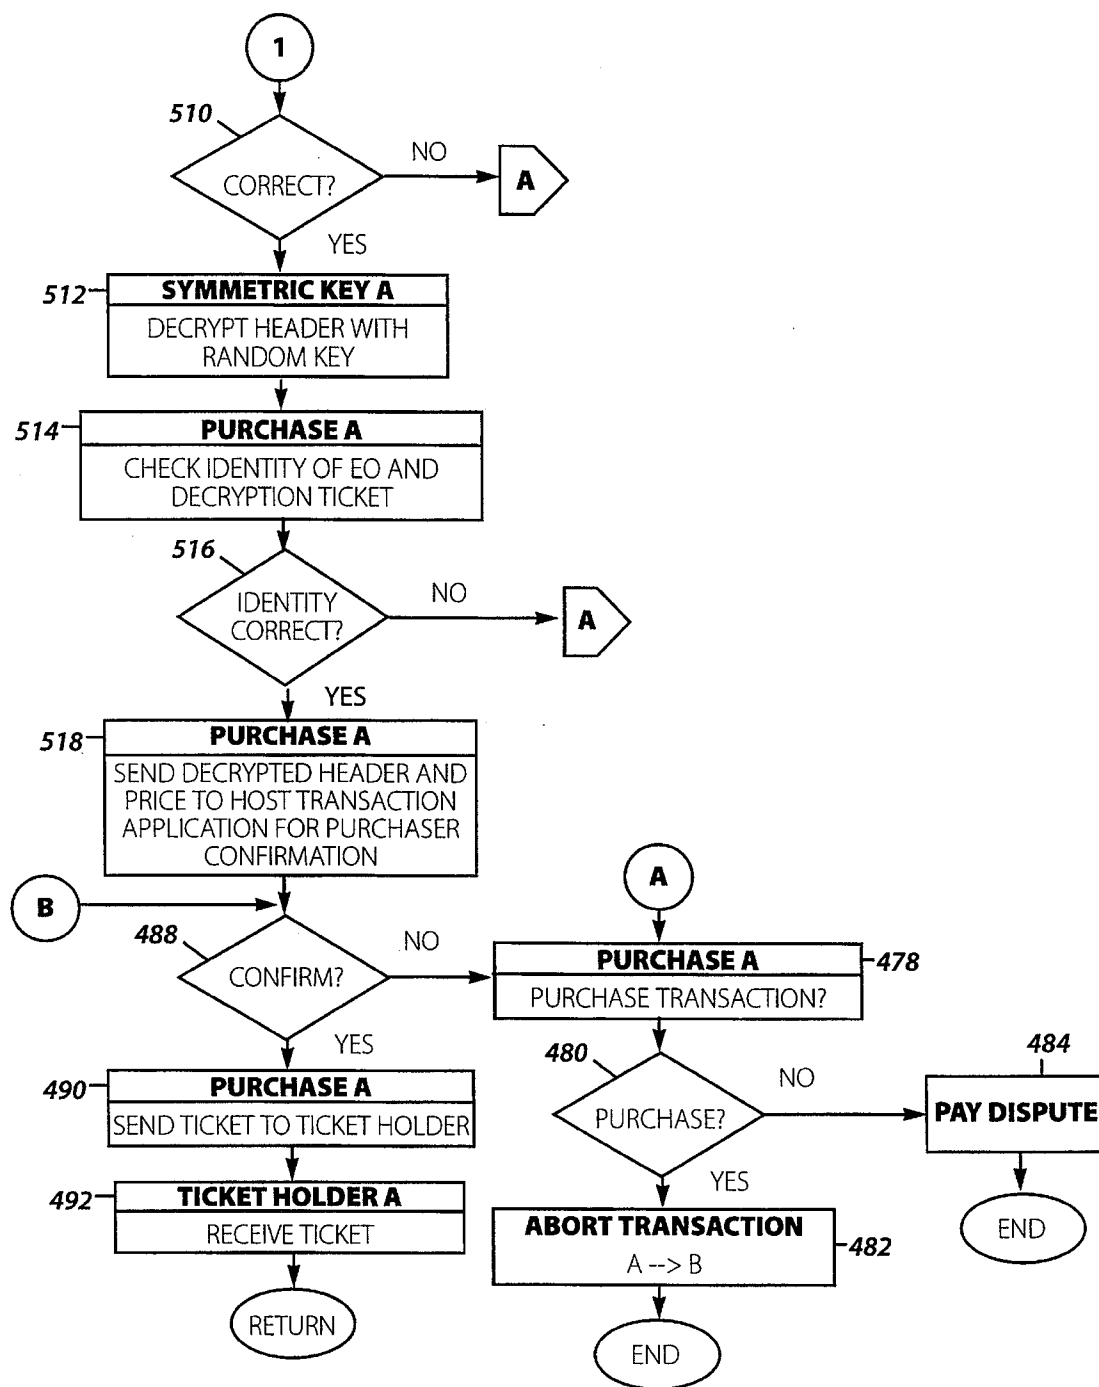 1
510
CORRECT?
NO
A
YES
512
SYMMETRIC KEY A
DECRYPT HEADER WITH
RANDOM KEY
514
PURCHASE A
CHECK IDENTITY OF EO AND
DECRYPTION TICKET
516
IDENTITY
CORRECT?
NO
A
YES
518
PURCHASE A
SEND DECRYPTED HEADER AND
PRICE TO HOST TRANSACTION
APPLICATION FOR PURCHASER
CONFIRMATION
B
488
CONFIRM?
NO
YES
490
PURCHASE A
SEND TICKET TO TICKET HOLDER
492
TICKET HOLDER A
RECEIVE TICKET
RETURN
A
PURCHASE A
478
PURCHASE TRANSACTION?
480
PURCHASE?
NO
484
PAY DISPUTE
END
YES
ABORT TRANSACTION
A --> B
482
END